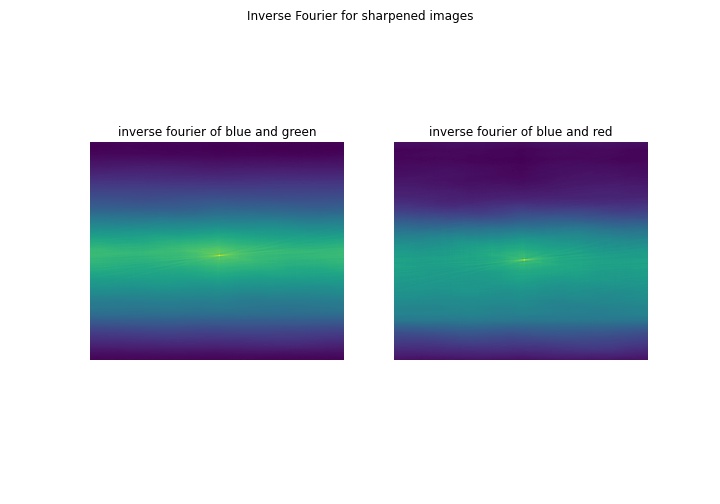 Inverse Fourier for sharpened images
inverse fourier of blue and green
inverse fourier of blue and red